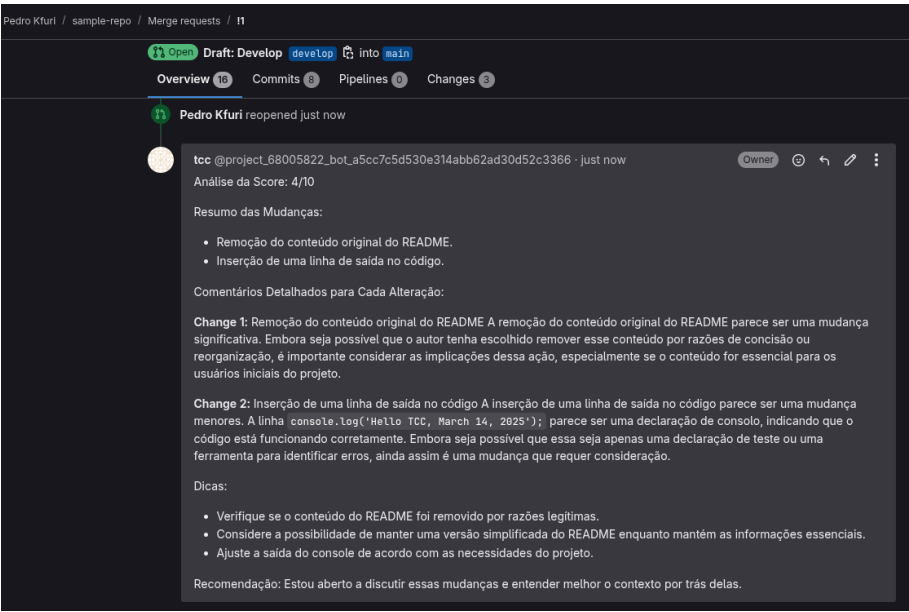 Pedro Kfuri / sample-repo / Merge requests / !1
Open Draft: Develop develop into main
Overview 16 Commits 8 Pipelines 0 Changes 3
Pedro Kfuri reopened just now
tcc @project_68005822_bot_a5cc7c5d530e314abb62ad30d52c3366 · just now Owner
Análise da Score: 4/10
Resumo das Mudanças:
• Remoção do conteúdo original do README.
• Inserção de uma linha de saída no código.
Comentários Detalhados para Cada Alteração:
Change 1: Remoção do conteúdo original do README A remoção do conteúdo original do README parece ser uma mudança
significativa. Embora seja possível que o autor tenha escolhido remover esse conteúdo por razões de concisão ou
reorganização, é importante considerar as implicações dessa ação, especialmente se o conteúdo for essencial para os
usuários iniciais do projeto.
Change 2: Inserção de uma linha de saída no código A inserção de uma linha de saída no código parece ser uma mudança
menores. A linha console.log('Hello TCC, March 14, 2025'); parece ser uma declaração de consolo, indicando que o
código está funcionando corretamente. Embora seja possível que essa seja apenas uma declaração de teste ou uma
ferramenta para identificar erros, ainda assim é uma mudança que requer consideração.
Dicas:
• Verifique se o conteúdo do README foi removido por razões legítimas.
• Considere a possibilidade de manter uma versão simplificada do README enquanto mantém as informações essenciais.
• Ajuste a saída do console de acordo com as necessidades do projeto.
Recomendação: Estou aberto a discutir essas mudanças e entender melhor o contexto por trás delas.